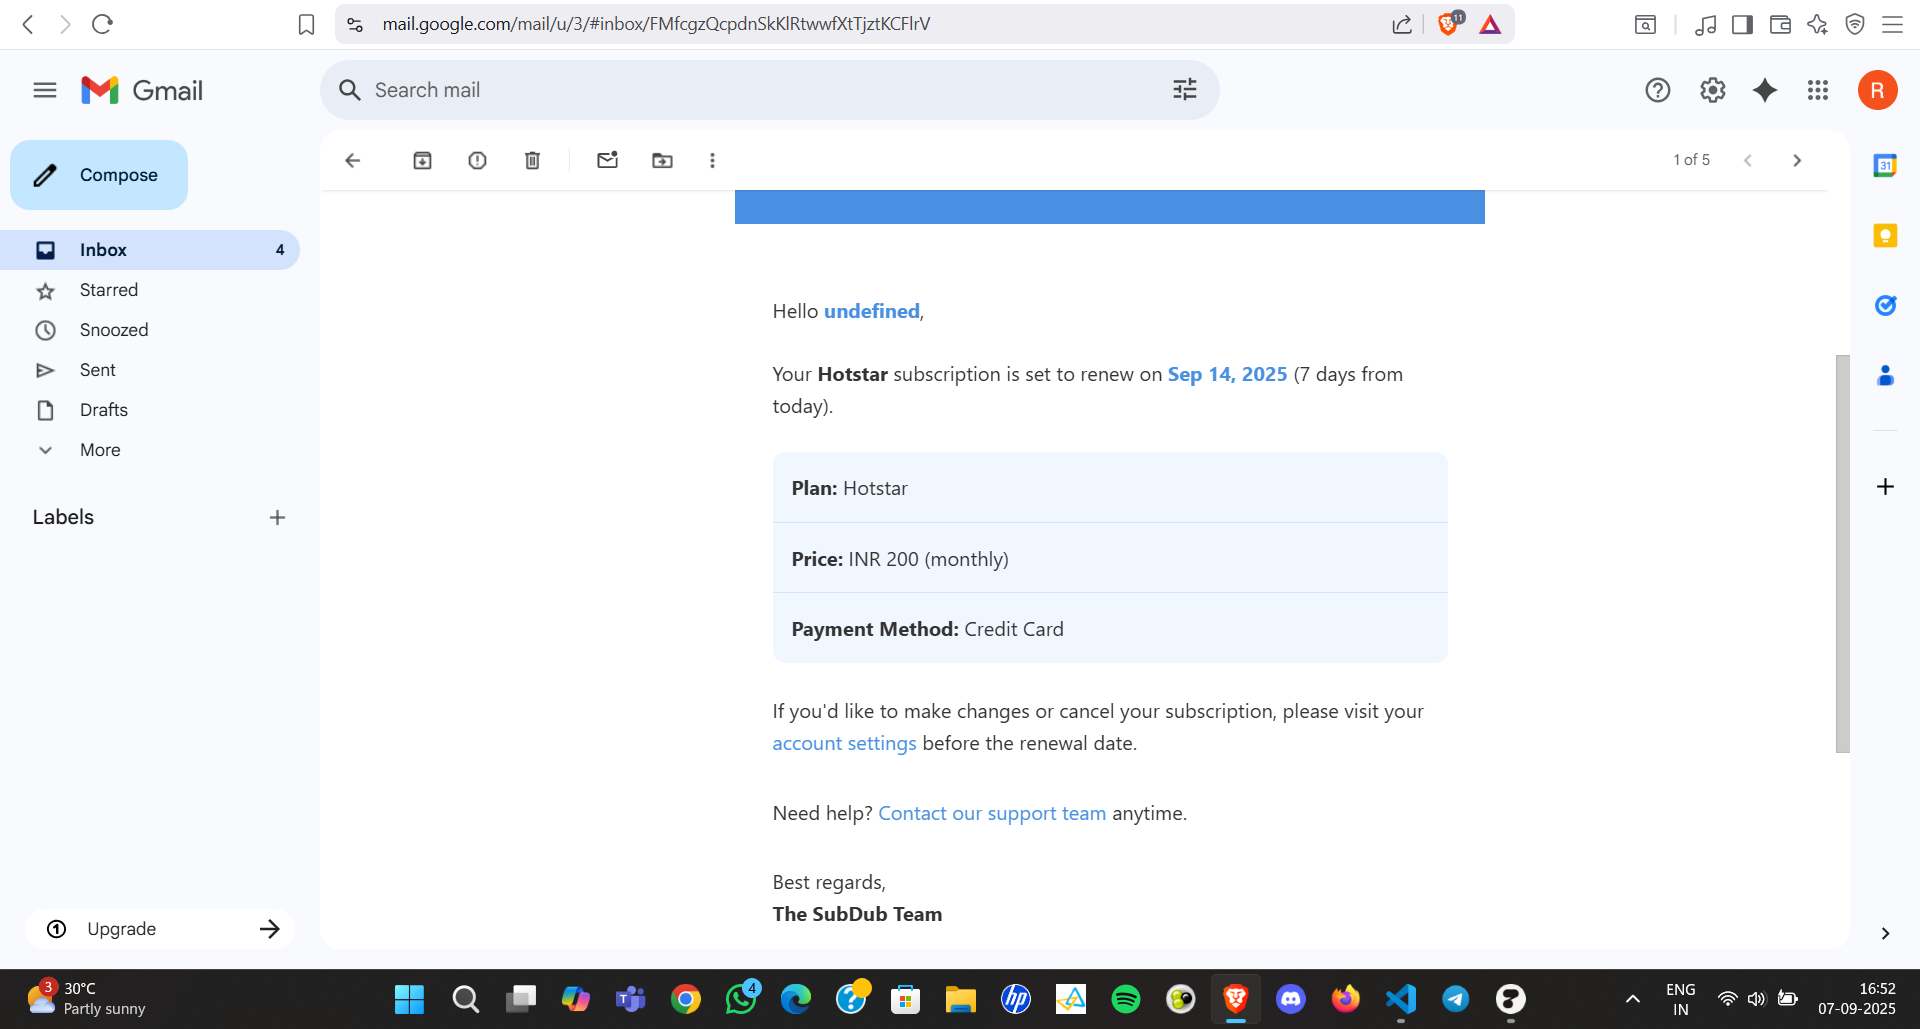 mail.google.com/mail/u/3/#inbox/FMfcgzQcpdnSkKlRtwwfXtTjztKCFlrV
11
Gmail
Search mail
R
Compose
1 of 5
31
Inbox 4
Starred
Snoozed
Sent
Drafts
More
Labels
Upgrade
Hello undefined,
Your Hotstar subscription is set to renew on Sep 14, 2025 (7 days from
today).
Plan: Hotstar
Price: INR 200 (monthly)
Payment Method: Credit Card
If you'd like to make changes or cancel your subscription, please visit your
account settings before the renewal date.
Need help? Contact our support team anytime.
Best regards,
The SubDub Team
3
30°C
Partly sunny
4
hp
ENG
IN
16:52
07-09-2025